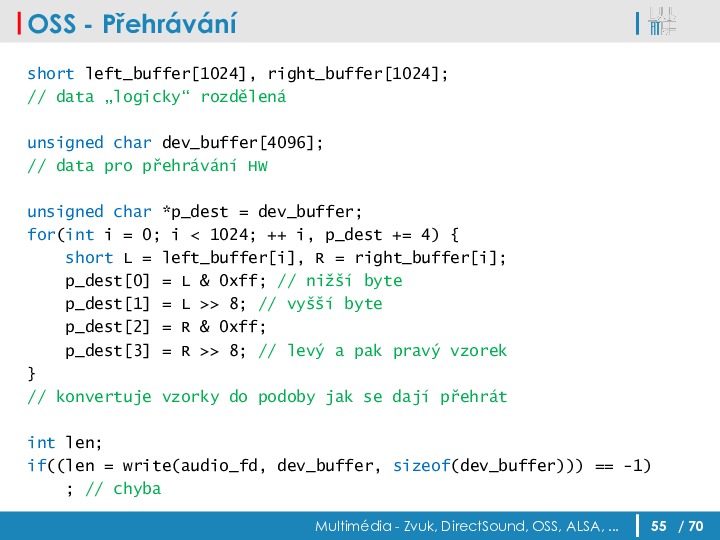 OSS - Přehrávání
short left_buffer[1024], right_buffer[1024];
// data „logicky“ rozdělená
unsigned char dev_buffer[4096];
// data pro přehrávání HW
unsigned char *p_dest = dev_buffer;
for(int i = 0; i < 1024; ++ i, p_dest += 4) {
    short L = left_buffer[i], R = right_buffer[i];
    p_dest[0] = L & 0xff; // nižší byte
    p_dest[1] = L >> 8; // vyšší byte
    p_dest[2] = R & 0xff;
    p_dest[3] = R >> 8; // levý a pak pravý vzorek
}
// konvertuje vzorky do podoby jak se dají přehrát
int len;
if((len = write(audio_fd, dev_buffer, sizeof(dev_buffer))) == -1)
    ; // chyba
Multimédia - Zvuk, DirectSound, OSS, ALSA, ... 55 / 70